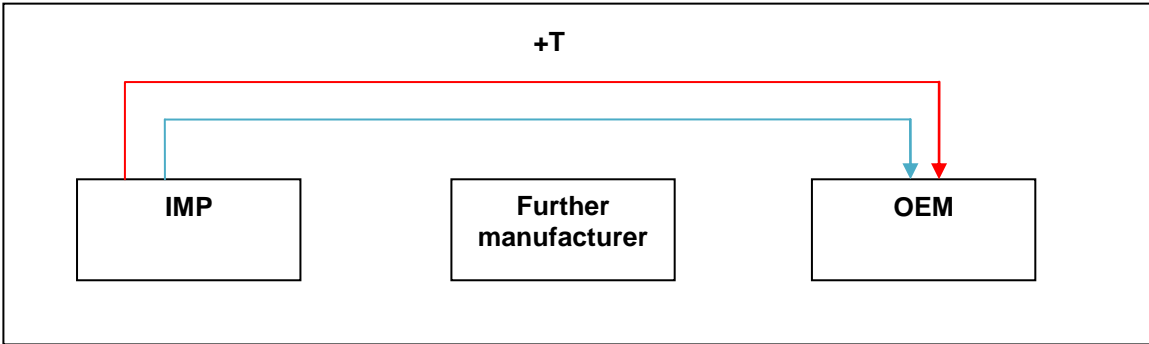 +T
IMP
Further
manufacturer
OEM